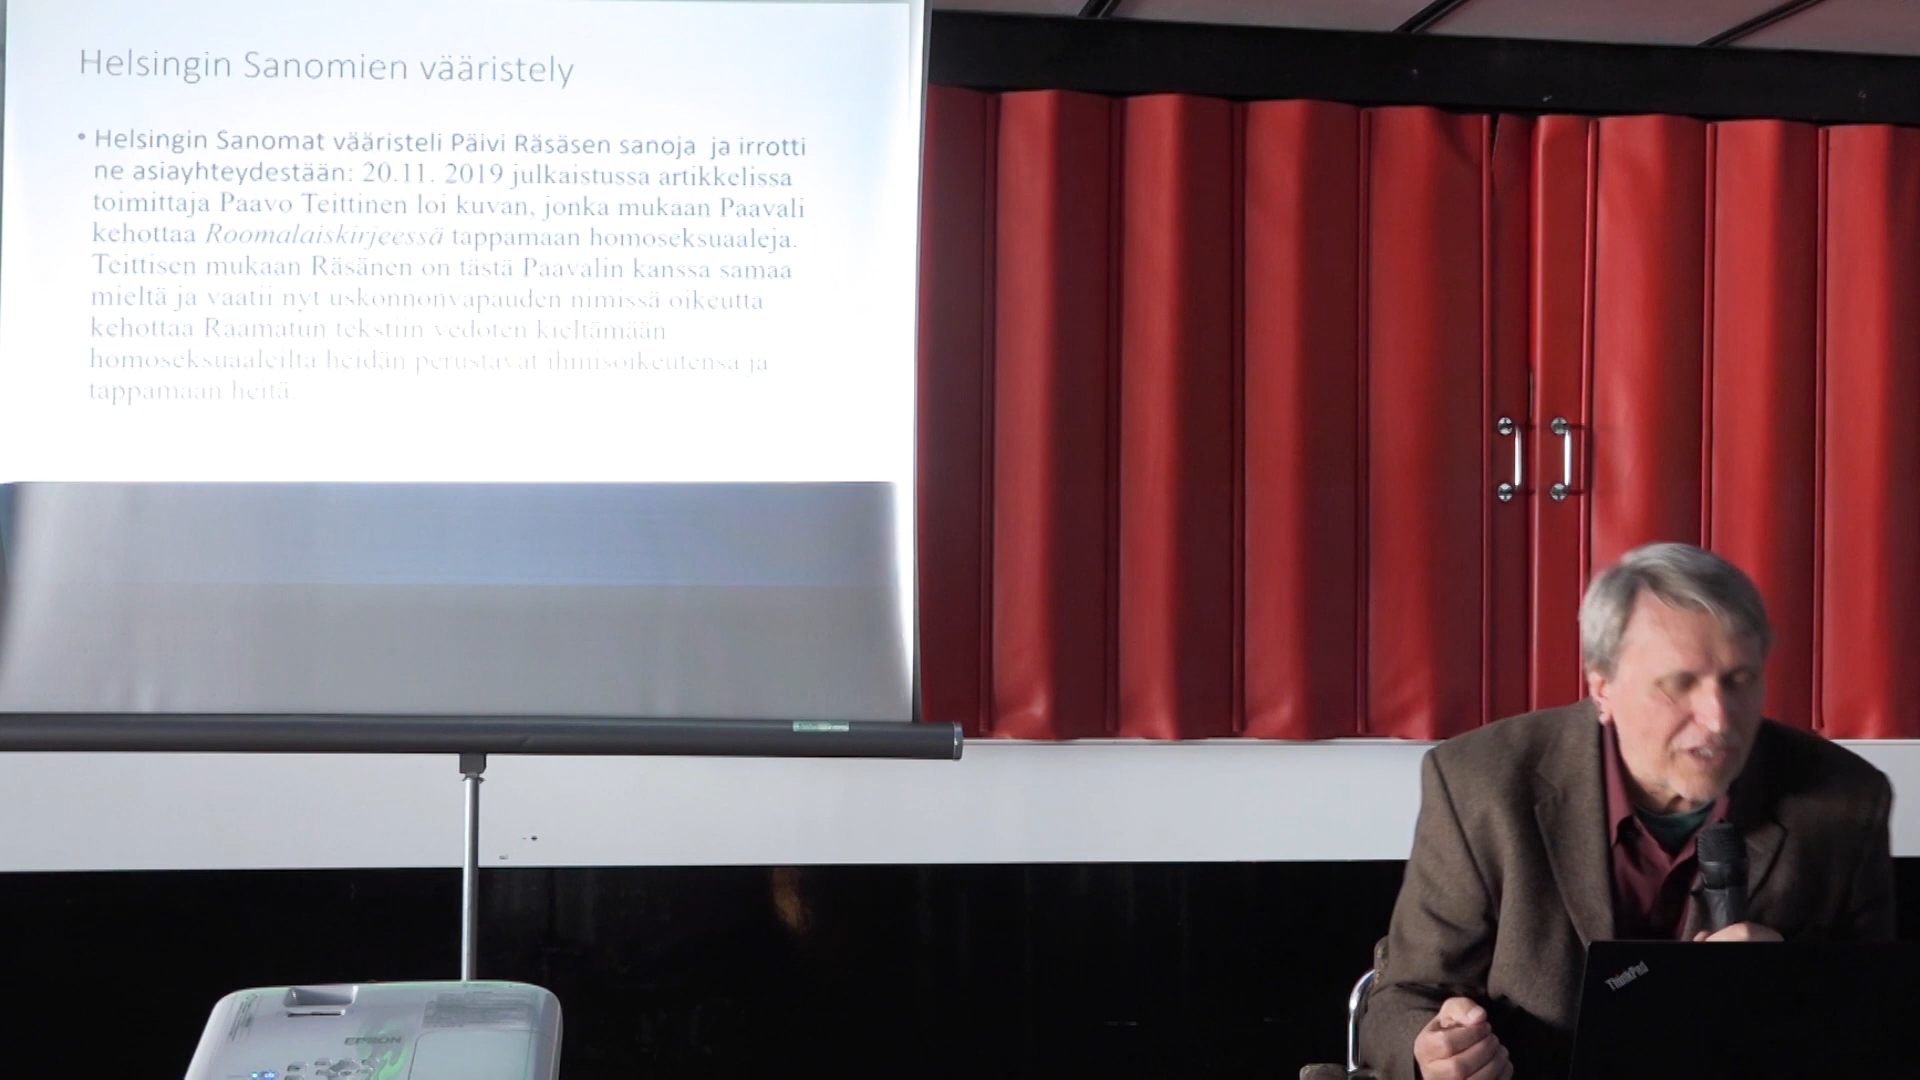 Helsingin Sanomien vääristely
• Helsingin Sanomat vääristeli Päivi Räsäsen sanoja ja irrotti
ne asiayhteydestään: 20.11. 2019 julkaistussa artikkelissa
toimittaja Paavo Teittinen loi kuvan, jonka mukaan Paavali
kehottaa Roomalaiskirjeessä tappamaan homoseksuaaleja.
Teittisen mukaan Räsänen on tästä Paavalin kanssa samaa
mieltä ja vaatii nyt uskonnonvapauden nimissä oikeutta
kehottaa Raamatun tekstiin vedoten kieltämään
homoseksuaaleilta heidän perustavat ihmisoikeutensa ja
tappamaan heitä.
ThinkPad
EPSON